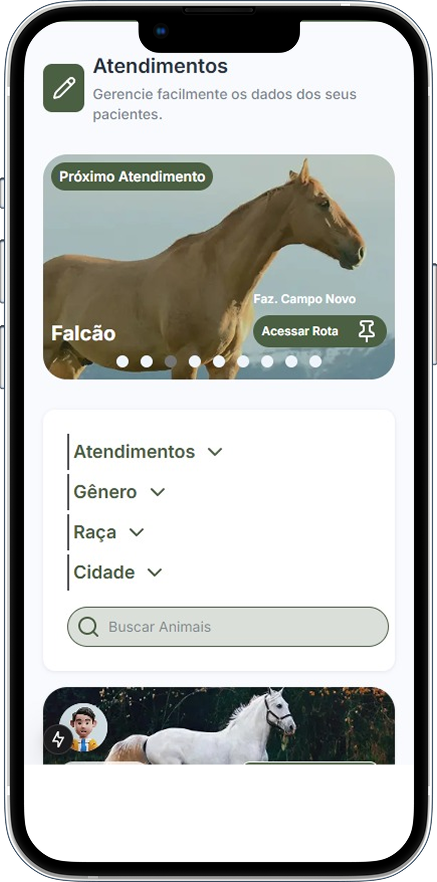 Atendimentos
Gerencie facilmente os dados dos seus
pacientes.
Próximo Atendimento
Faz. Campo Novo
Falcão
Acessar Rota
Atendimentos
Gênero
Raça
Cidade
Buscar Animais